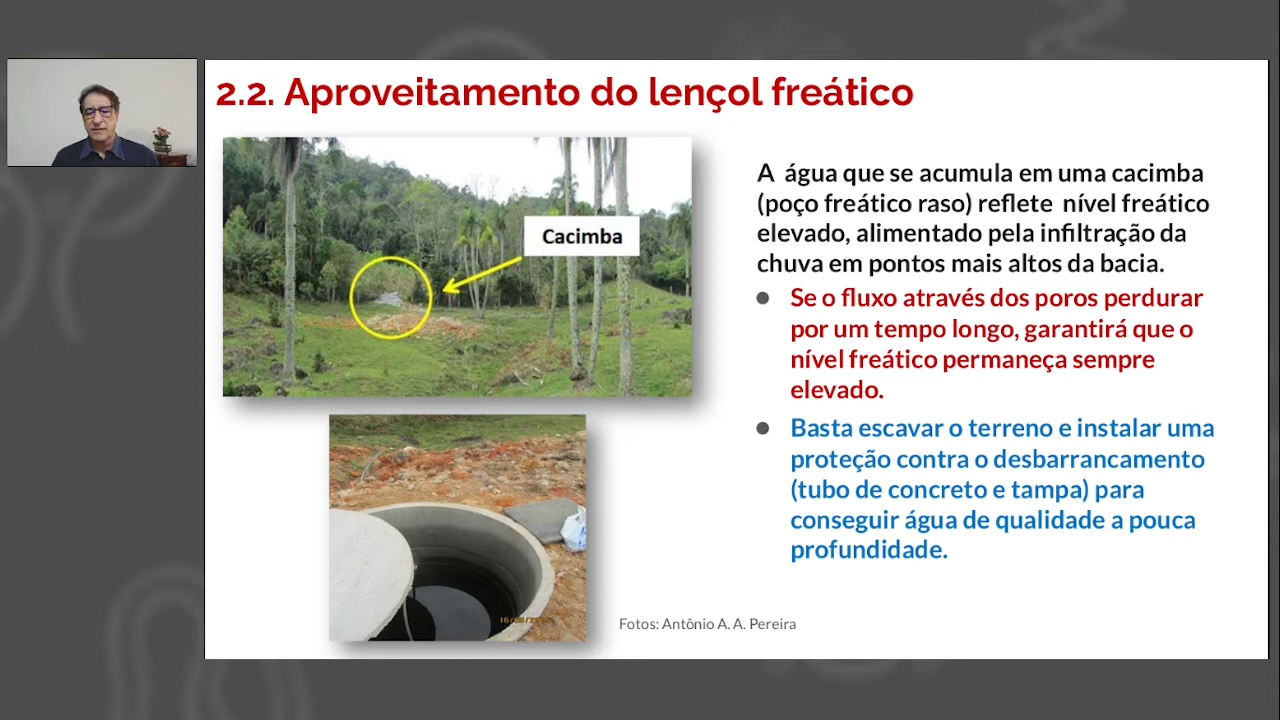 2.2. Aproveitamento do lençol freático
Cacimba
A água que se acumula em uma cacimba
(poço freático raso) reflete nível freático
elevado, alimentado pela infiltração da
chuva em pontos mais altos da bacia.
● Se o fluxo através dos poros perdurar
por um tempo longo, garantirá que o
nível freático permaneça sempre
elevado.
● Basta escavar o terreno e instalar uma
proteção contra o desbarrancamento
(tubo de concreto e tampa) para
conseguir água de qualidade a pouca
profundidade.
Fotos: Antônio A. A. Pereira